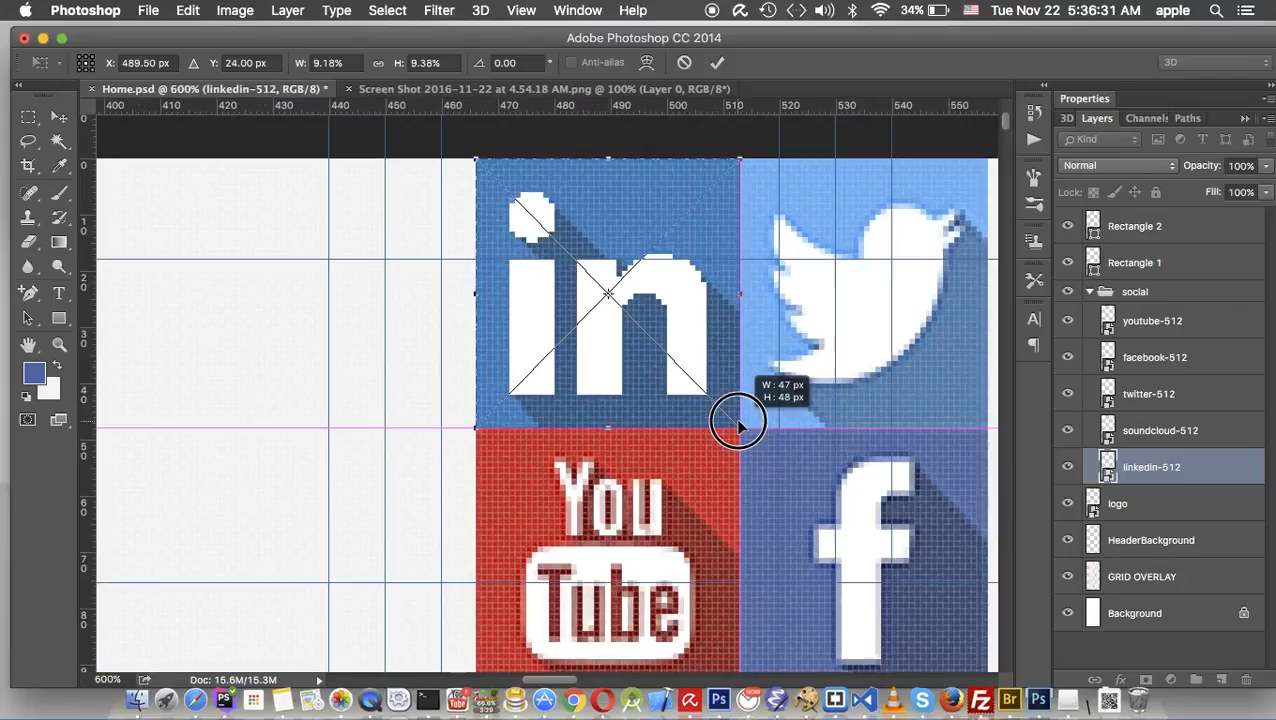 Photoshop File Edit Image Layer Type Select Filter 3D View Window Help 34% Tue Nov 22 5:36:31 AM apple
Adobe Photoshop CC 2014
X: 489.50 px Y: 24.00 px W: 9.18% H: 9.38% 0.00 ° Anti-alias 3D
Home.psd @ 600% (linkedin-512, RGB/8) * Screen Shot 2016-11-22 at 4.54.18 AM.png @ 100% (Layer 0, RGB/8*)
Properties
400 410 420 430 440 450 460 470 480 490 500 510 520 530 540 550
3D Layers Channels Paths
Kind
Normal Opacity: 100%
Lock: Fill: 100%
Rectangle 2
Rectangle 1
social
youtube-512
facebook-512
twitter-512
soundcloud-512
linkedin-512
logo
HeaderBackground
GRID OVERLAY
Background
in
W: 47 px
H: 48 px
You
Tube
f
600% Doc: 15.6M/15.3M